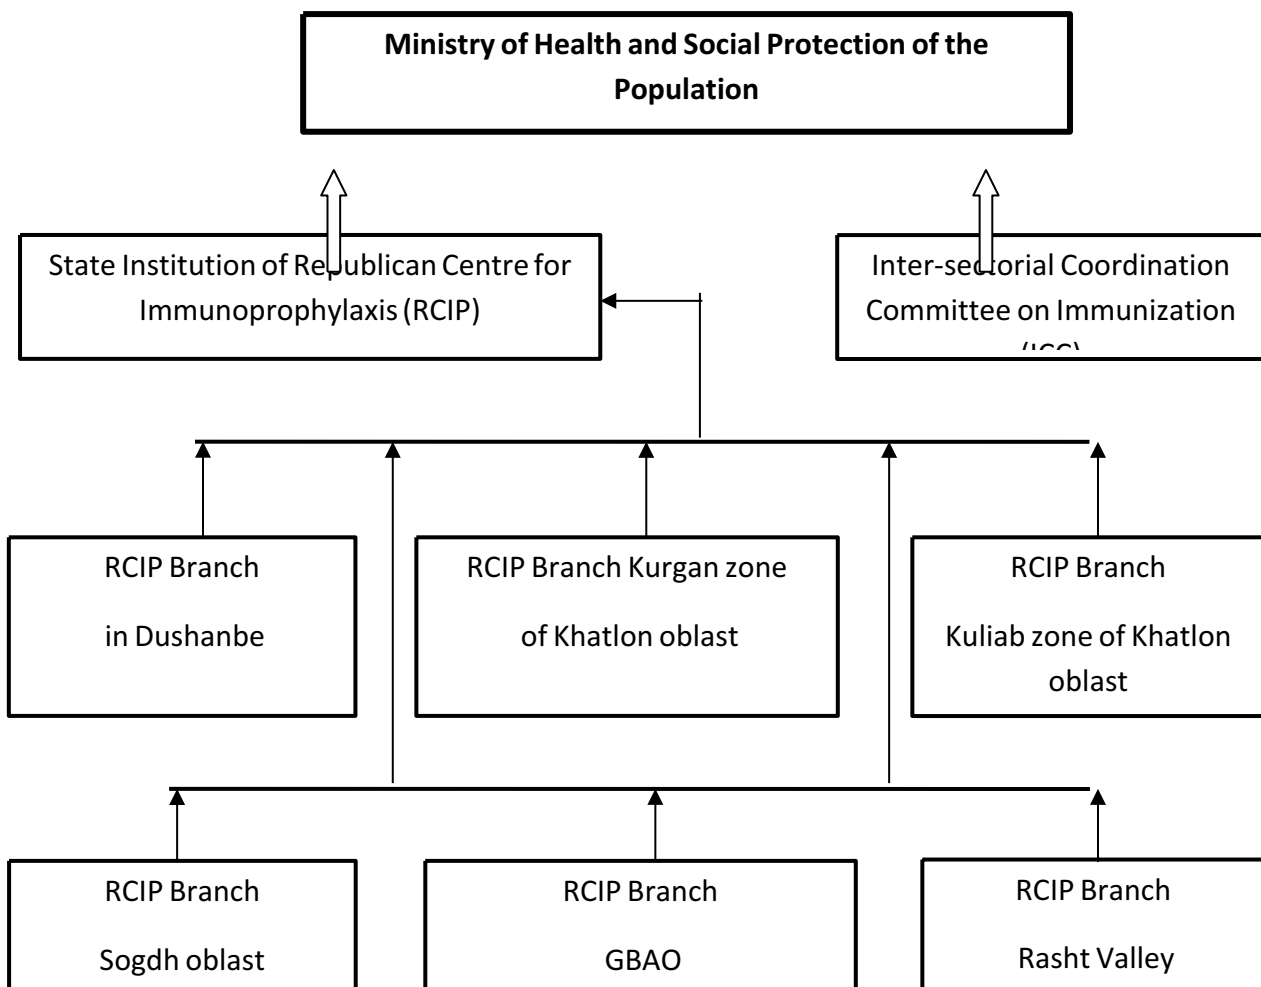 Ministry of Health and Social Protection of the
Population
State Institution of Republican Centre for
Immunoprophylaxis (RCIP)
Inter-sectorial Coordination
Committee on Immunization
(ICC)
RCIP Branch
in Dushanbe
RCIP Branch Kurgan zone
of Khatlon oblast
RCIP Branch
Kuliab zone of Khatlon
oblast
RCIP Branch
Sogdh oblast
RCIP Branch
GBAO
RCIP Branch
Rasht Valley